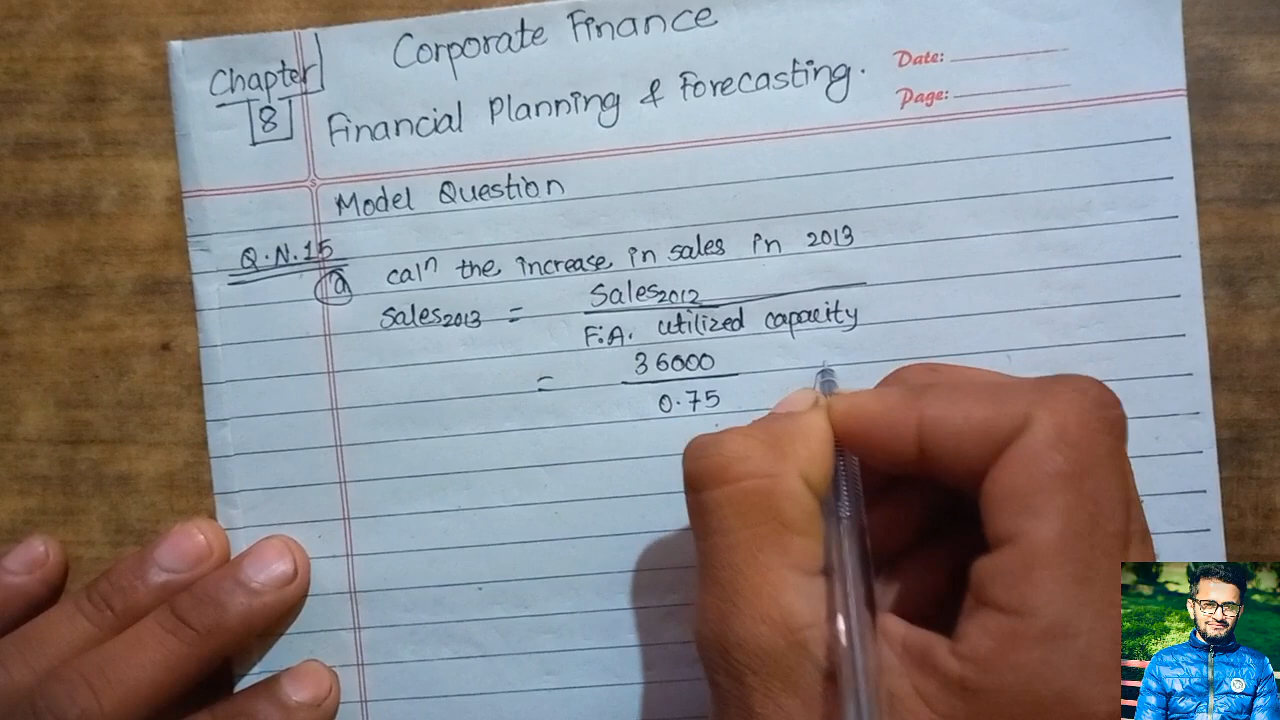 Corporate Finance
Chapter
8
Financial Planning & Forecasting.
Date:
Page:
Model Question
Q.N.15
a calⁿ the increase in sales in 2013
Sales2013 = Sales2012
F.A. utilized capacity
= 36000
0.75